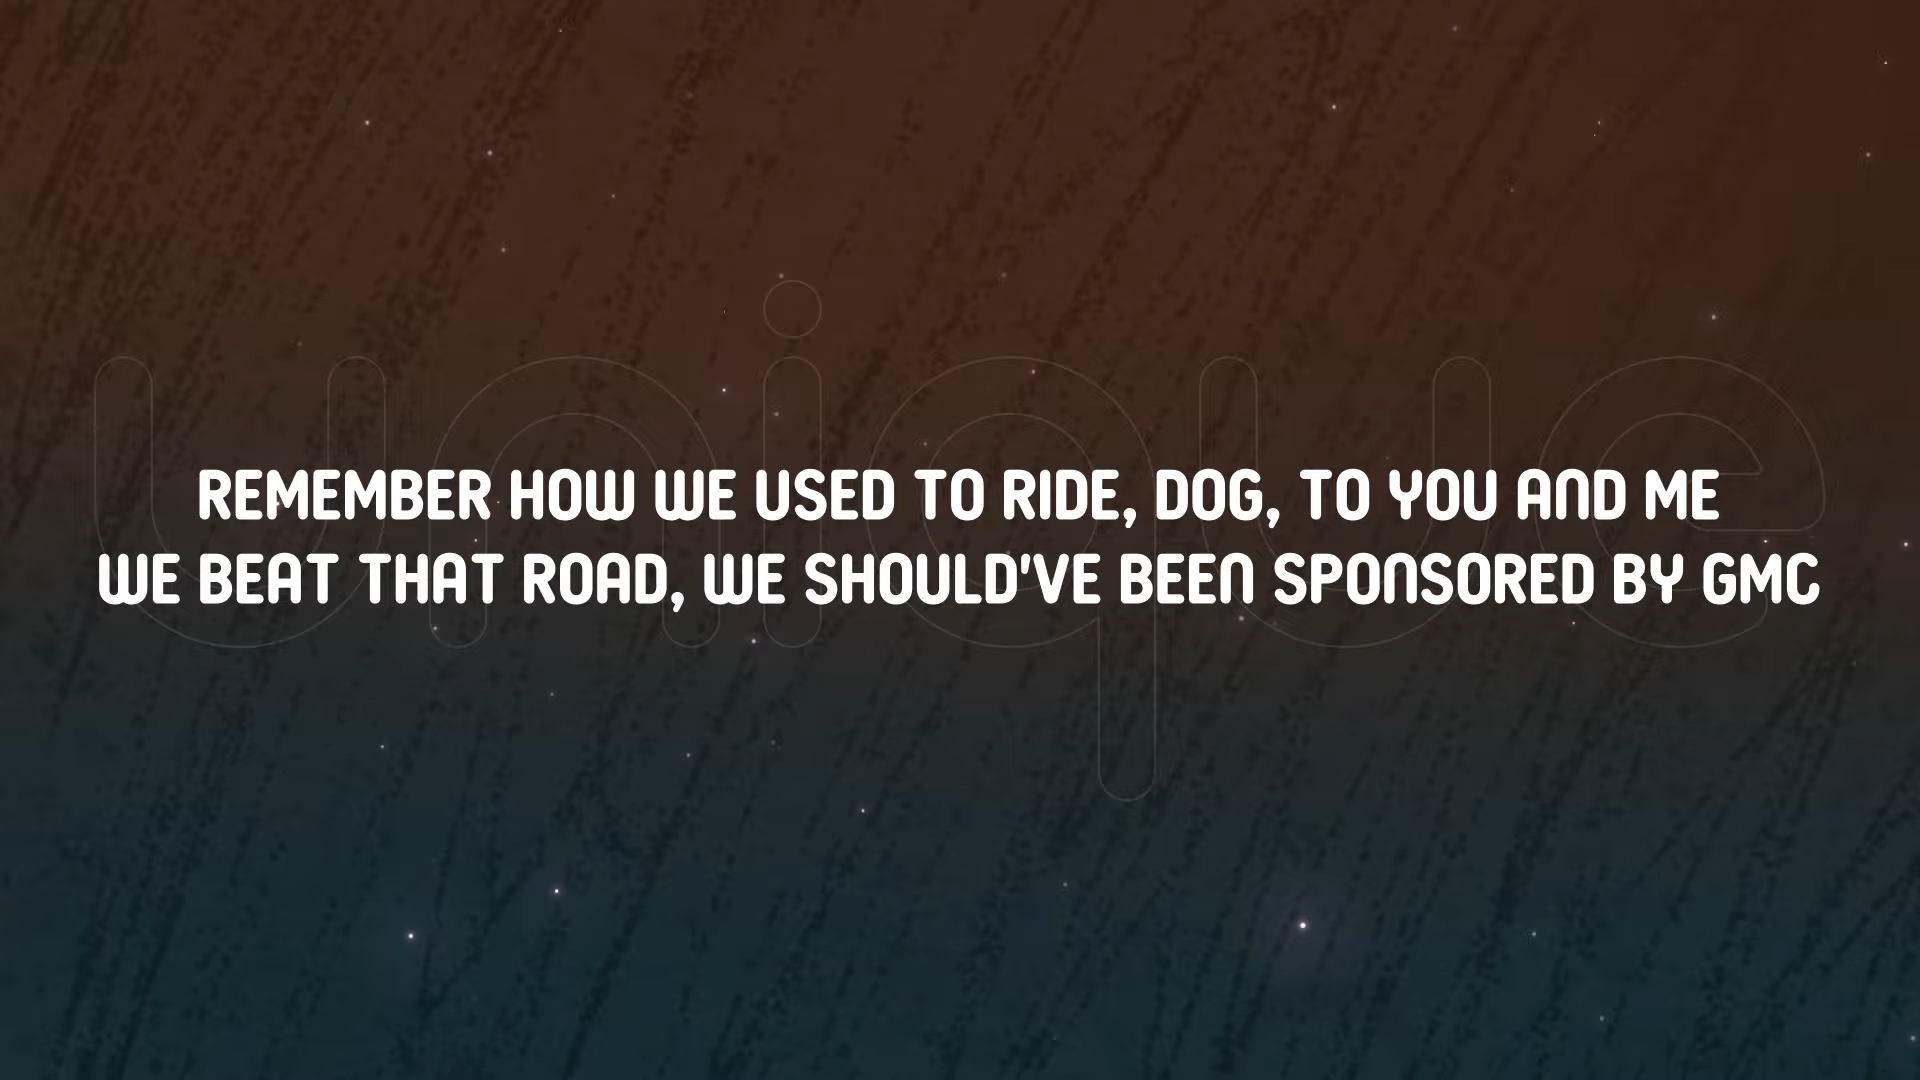 unique
REMEMBER HOW WE USED TO RIDE, DOG, TO YOU AND ME
WE BEAT THAT ROAD, WE SHOULD'VE BEEN SPONSORED BY GMC